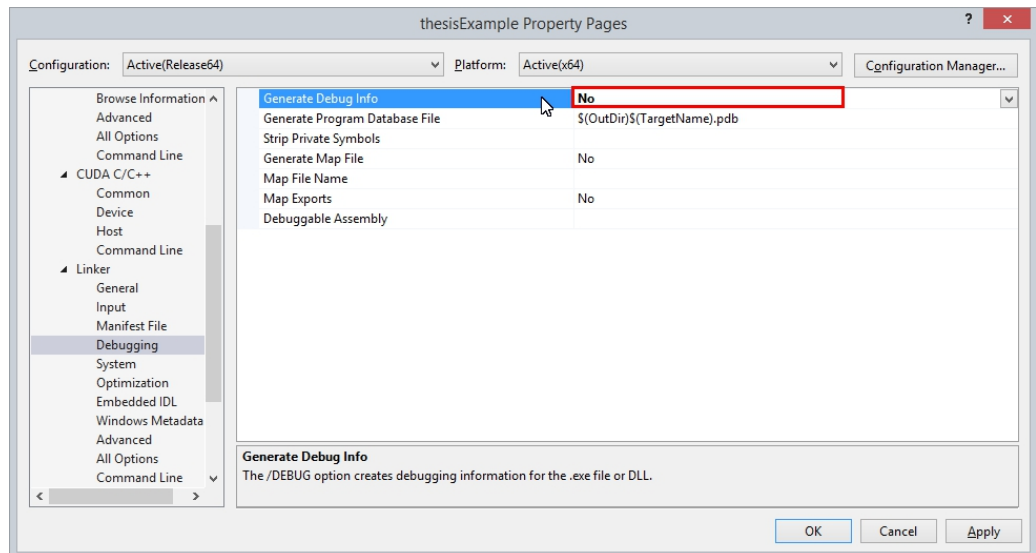 thesisExample Property Pages
?
×
Configuration: Active(Release64) Platform: Active(x64) Configuration Manager...
Browse Information
Advanced
All Options
Command Line
CUDA C/C++
Common
Device
Host
Command Line
Linker
General
Input
Manifest File
Debugging
System
Optimization
Embedded IDL
Windows Metadata
Advanced
All Options
Command Line
Generate Debug Info No
Generate Program Database File $(OutDir)$(TargetName).pdb
Strip Private Symbols
Generate Map File No
Map File Name
Map Exports No
Debuggable Assembly
Generate Debug Info
The /DEBUG option creates debugging information for the .exe file or DLL.
OK Cancel Apply